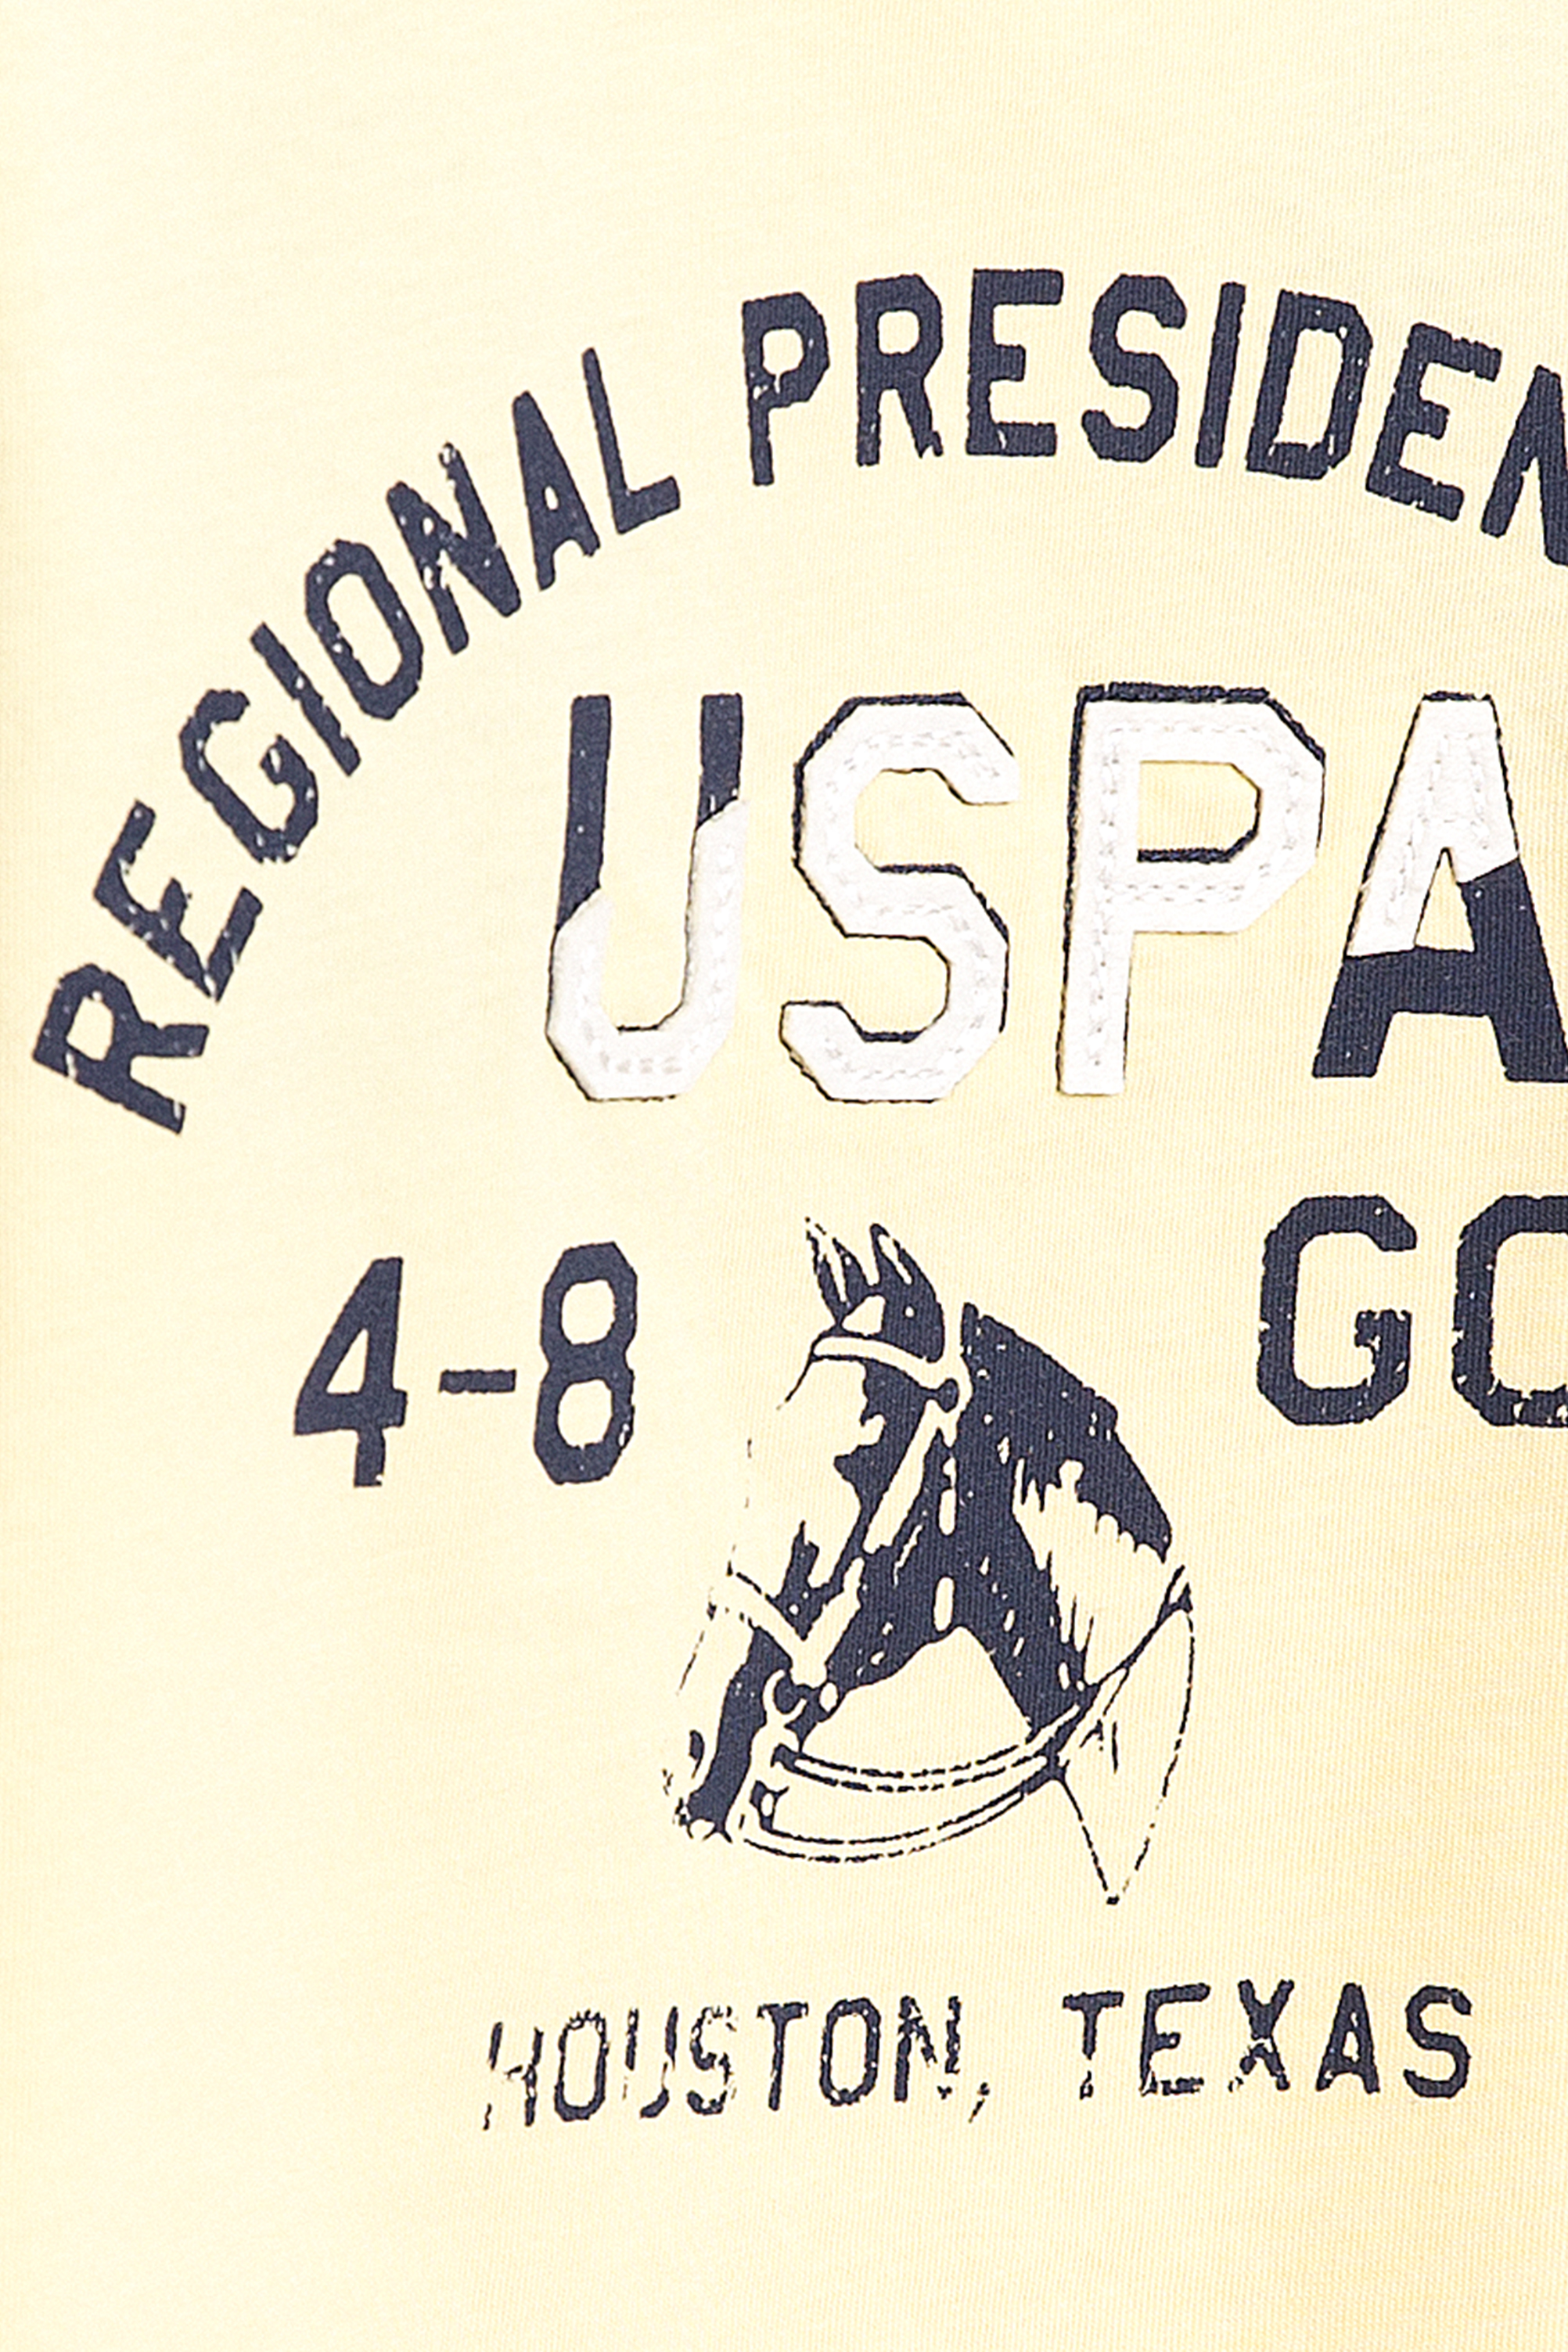 REGIONAL PRESIDEN
USPA
4-8 GO
HOUSTON, TEXAS